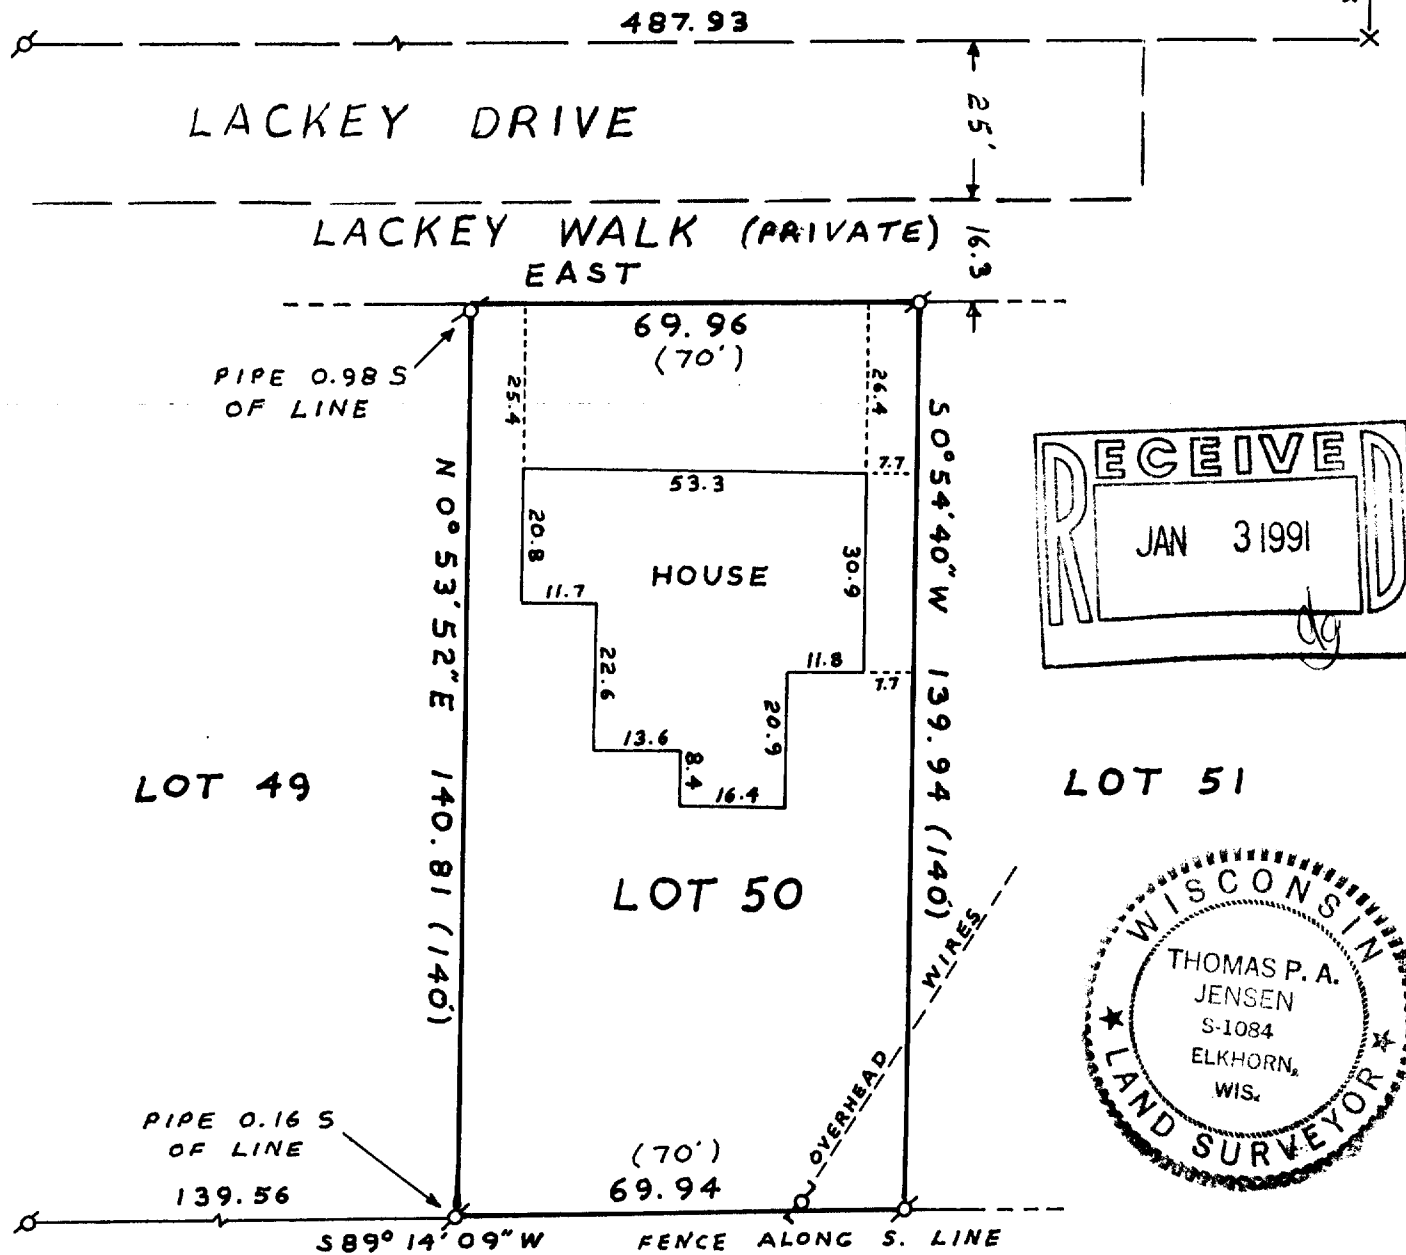 487.93
LACKEY DRIVE
25'
LACKEY WALK (PRIVATE)
16.3
EAST
69.96
(70')
PIPE 0.98 S
OF LINE
25.4
26.4
7.7
53.3
20.8
HOUSE
30.9
11.7
22.6
11.8
7.7
20.9
13.6
8.4
16.4
N 0° 53' 52" E 140.81 (140')
S 0° 54' 40" W 139.94 (140')
RECEIVED
JAN 3 1991
LOT 49
LOT 51
LOT 50
OVERHEAD WIRES
WISCONSIN
THOMAS P. A.
JENSEN
S-1084
ELKHORN,
WIS.
LAND SURVEYOR
PIPE 0.16 S
OF LINE
139.56
(70')
69.94
S 89° 14' 09" W
FENCE ALONG S. LINE